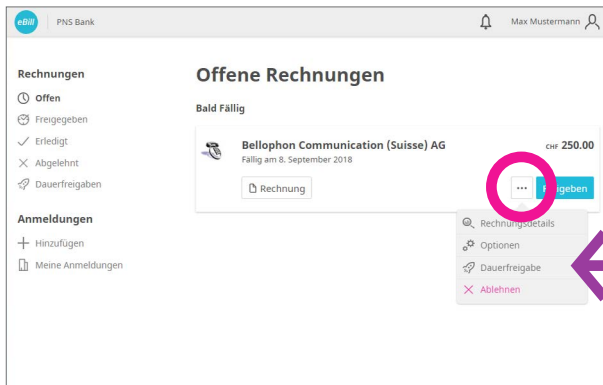 eBill PNS Bank Max Mustermann
Rechnungen
Offen
Freigegeben
Erledigt
Abgelehnt
Dauerfreigaben
Anmeldungen
Hinzufügen
Meine Anmeldungen
Offene Rechnungen
Bald Fällig
Bellophon Communication (Suisse) AG CHF 250.00
Fällig am 8. September 2018
Rechnung ... Freigeben
Rechnungsdetails
Optionen
Dauerfreigabe
Ablehnen